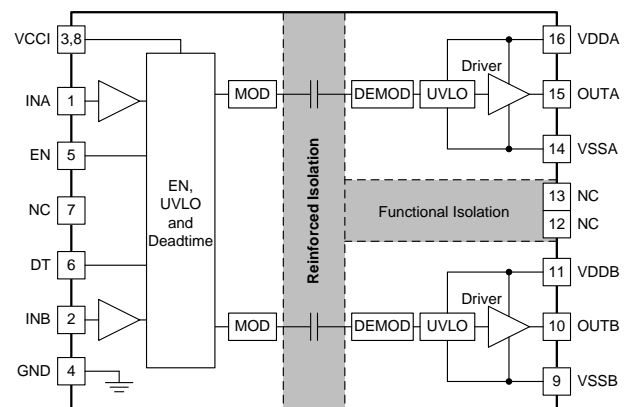 VCCI 3,8
INA 1
EN 5
NC 7
DT 6
INB 2
GND 4
EN,
UVLO
and
Deadtime
MOD
MOD
Reinforced Isolation
DEMOD
UVLO
Driver
16 VDDA
15 OUTA
14 VSSA
Functional Isolation
13 NC
12 NC
DEMOD
UVLO
Driver
11 VDDB
10 OUTB
9 VSSB